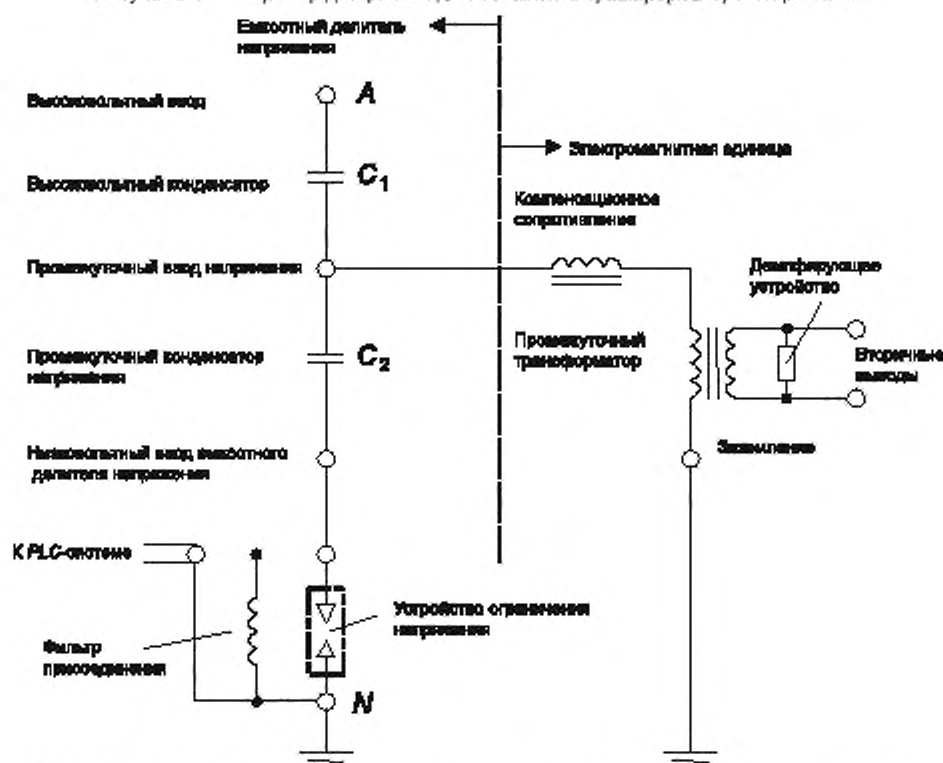 Емкостный делитель
напряжения
A
Высоковольтный ввод
Электромагнитная единица
Высоковольтный конденсатор
C1
Компенсационное
сопротивление
Промежуточный ввод напряжения
Демпфирующее
устройство
Промежуточный
трансформатор
Промежуточный конденсатор
напряжения
C2
Вторичные
выводы
Низковольтный ввод емкостного
делителя напряжения
Заземление
К PLC-системе
Устройство ограничения
напряжения
Фильтр
присоединения
N